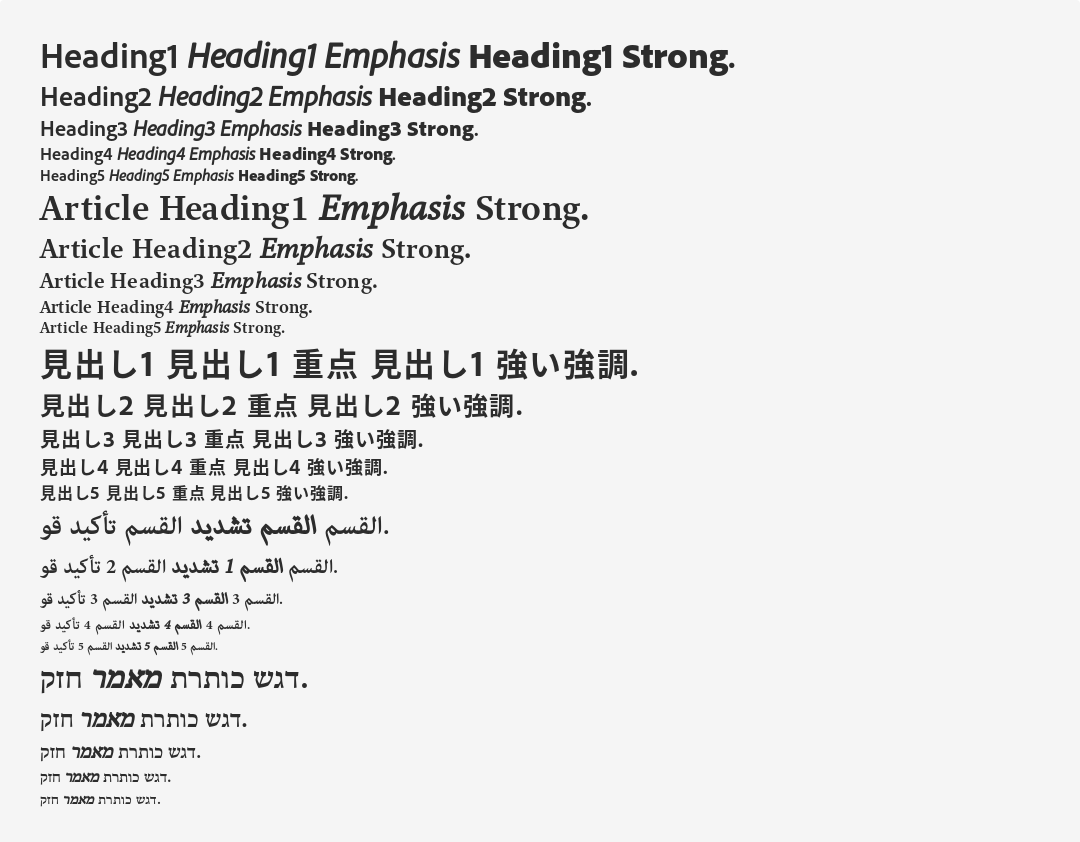 Heading1 Heading1 Emphasis Heading1 Strong.
Heading2 Heading2 Emphasis Heading2 Strong.
Heading3 Heading3 Emphasis Heading3 Strong.
Heading4 Heading4 Emphasis Heading4 Strong.
Heading5 Heading5 Emphasis Heading5 Strong.
Article Heading1 Emphasis Strong.
Article Heading2 Emphasis Strong.
Article Heading3 Emphasis Strong.
Article Heading4 Emphasis Strong.
Article Heading5 Emphasis Strong.
見出し1 見出し1 重点 見出し1 強い強調.
見出し2 見出し2 重点 見出し2 強い強調.
見出し3 見出し3 重点 見出し3 強い強調.
見出し4 見出し4 重点 見出し4 強い強調.
見出し5 見出し5 重点 見出し5 強い強調.
القسم القسم تشديد القسم تأكيد قو.
القسم القسم 1 تشديد القسم 2 تأكيد قو.
القسم 3 القسم 3 تشديد القسم 3 تأكيد قو.
القسم 4 القسم 4 تشديد القسم 4 تأكيد قو.
القسم 5 القسم 5 تشديد القسم 5 تأكيد قو.
דגש כותרת מאמר חזק.
דגש כותרת מאמר חזק.
דגש כותרת מאמר חזק.
דגש כותרת מאמר חזק.
דגש כותרת מאמר חזק.